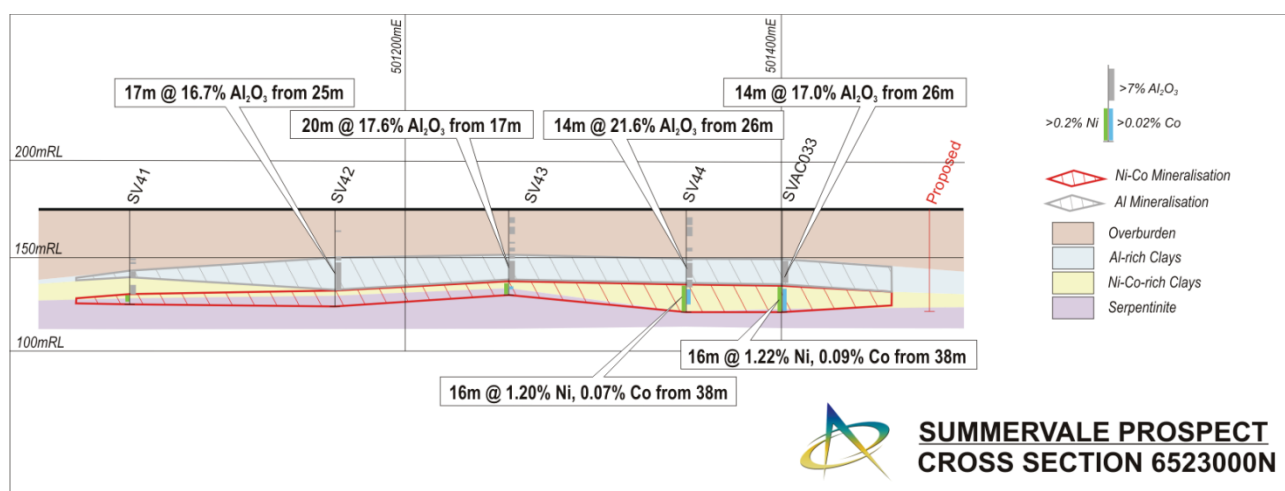 501200mE
501400mE
17m @ 16.7% Al₂O₃ from 25m
20m @ 17.6% Al₂O₃ from 17m
14m @ 21.6% Al₂O₃ from 26m
14m @ 17.0% Al₂O₃ from 26m
>7% Al₂O₃
>0.2% Ni
>0.02% Co
200mRL
SV41
SV42
SV43
SV44
SVAC033
Proposed
Ni-Co Mineralisation
Al Mineralisation
Overburden
150mRL
Al-rich Clays
Ni-Co-rich Clays
Serpentinite
100mRL
16m @ 1.22% Ni, 0.09% Co from 38m
16m @ 1.20% Ni, 0.07% Co from 38m
SUMMERVALE PROSPECT
CROSS SECTION 6523000N